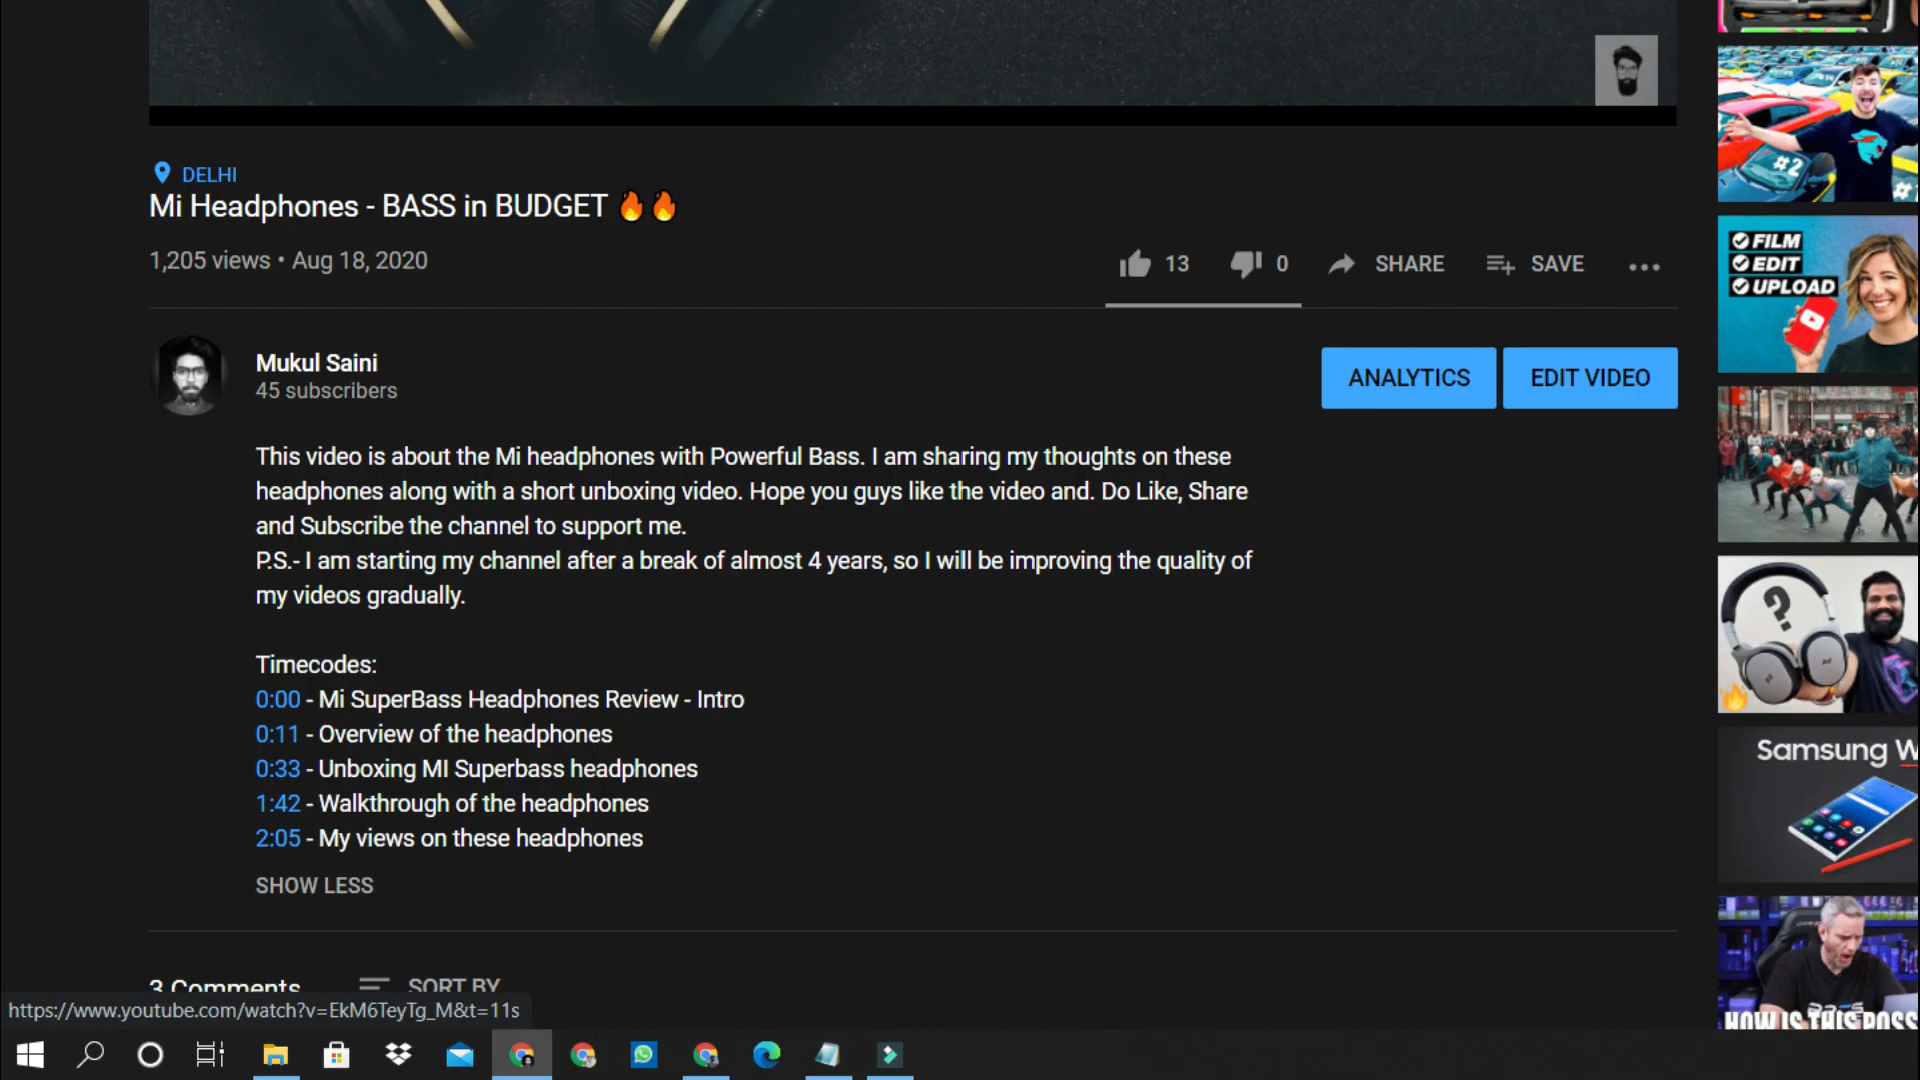 DELHI
Mi Headphones - BASS in BUDGET 🔥🔥
1,205 views • Aug 18, 2020
13
0
SHARE
SAVE
Mukul Saini
45 subscribers
ANALYTICS
EDIT VIDEO
This video is about the Mi headphones with Powerful Bass. I am sharing my thoughts on these
headphones along with a short unboxing video. Hope you guys like the video and. Do Like, Share
and Subscribe the channel to support me.
P.S.- I am starting my channel after a break of almost 4 years, so I will be improving the quality of
my videos gradually.
Timecodes:
0:00 - Mi SuperBass Headphones Review - Intro
0:11 - Overview of the headphones
0:33 - Unboxing MI Superbass headphones
1:42 - Walkthrough of the headphones
2:05 - My views on these headphones
SHOW LESS
3 Comments
SORT BY
https://www.youtube.com/watch?v=EkM6TeyTg_M&t=11s
#2
FILM
EDIT
UPLOAD
?
Samsung W
HOW IS THIS POSS